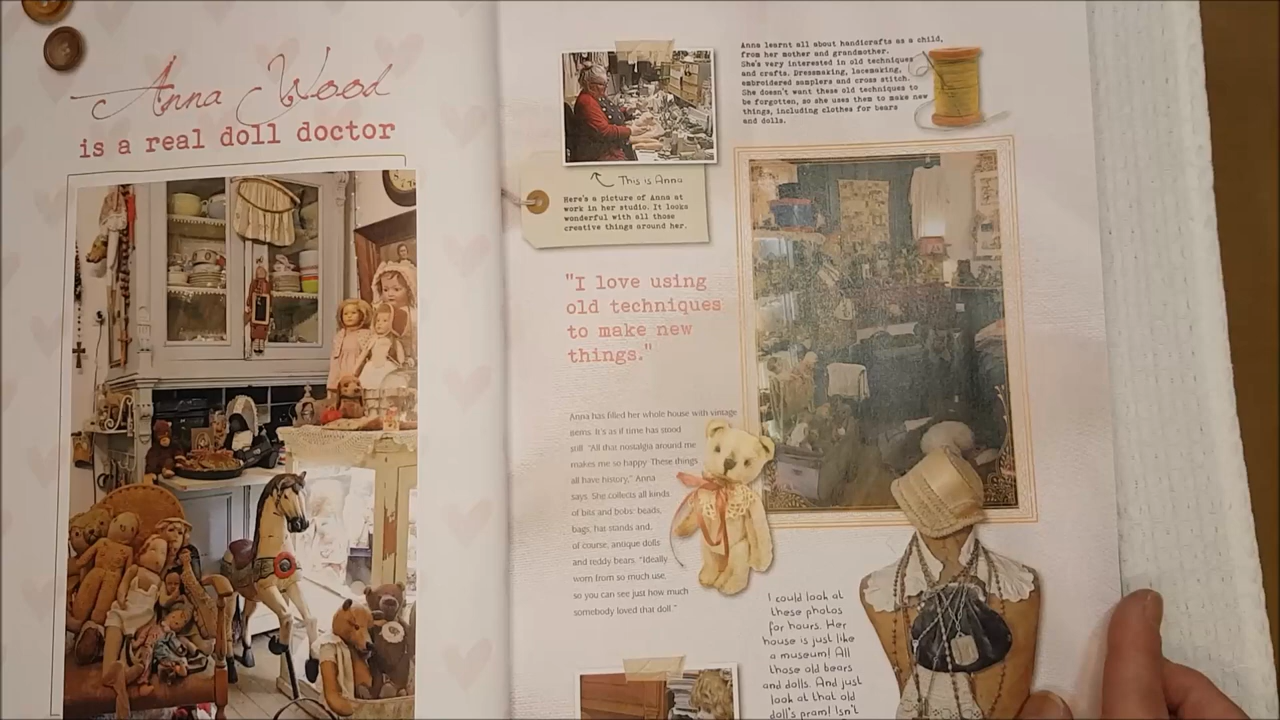 Anna Wood
is a real doll doctor
Anna learnt all about handicrafts as a child,
from her mother and grandmother.
She's very interested in old techniques
and crafts. Dressmaking, lacemaking,
embroidered samplers and cross stitch.
She doesn't want these old techniques to
be forgotten, so she uses them to make new
things, including clothes for bears
and dolls.
This is Anna
Here's a picture of Anna at
work in her studio. It looks
wonderful with all those
creative things around her.
"I love using
old techniques
to make new
things."
Anna has filled her whole house with vintage
items. It's as if time has stood
still. "All that nostalgia around me
makes me so happy. These things
all have history," Anna
says. She collects all kinds
of bits and bobs: beads,
bags, hat stands and,
of course, antique dolls
and teddy bears. "Ideally
worn from so much use
so you can see just how much
somebody loved that doll."
I could look at
these photos
for hours. Her
house is just like
a museum! All
those old bears
and dolls. And just
look at that old
doll's pram! Isn't